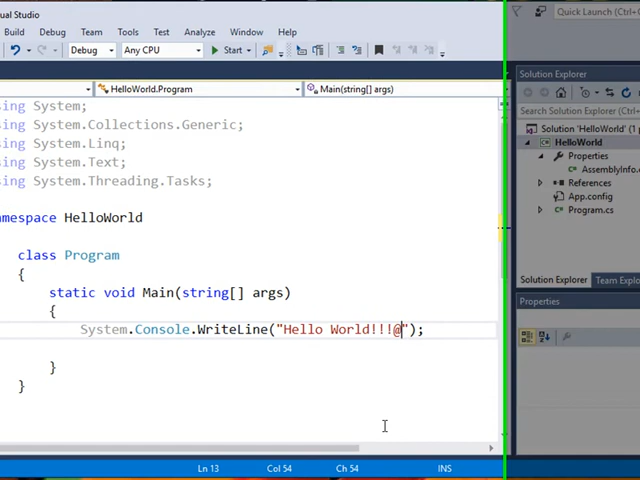 ual Studio
Quick Launch (Ctrl+
Build Debug Team Tools Test Analyze Window Help
Debug Any CPU Start
Solution Explorer
HelloWorld.Program Main(string[] args)
Search Solution Explorer (Ctrl
sing System;
sing System.Collections.Generic;
sing System.Linq;
sing System.Text;
sing System.Threading.Tasks;
Solution 'HelloWorld' (1 p
HelloWorld
Properties
AssemblyInfo.c
References
App.config
Program.cs
amespace HelloWorld
class Program
{
static void Main(string[] args)
{
System.Console.WriteLine("Hello World!!!@");
}
}
Solution Explorer Team Explo
Properties
Ln 13 Col 54 Ch 54 INS